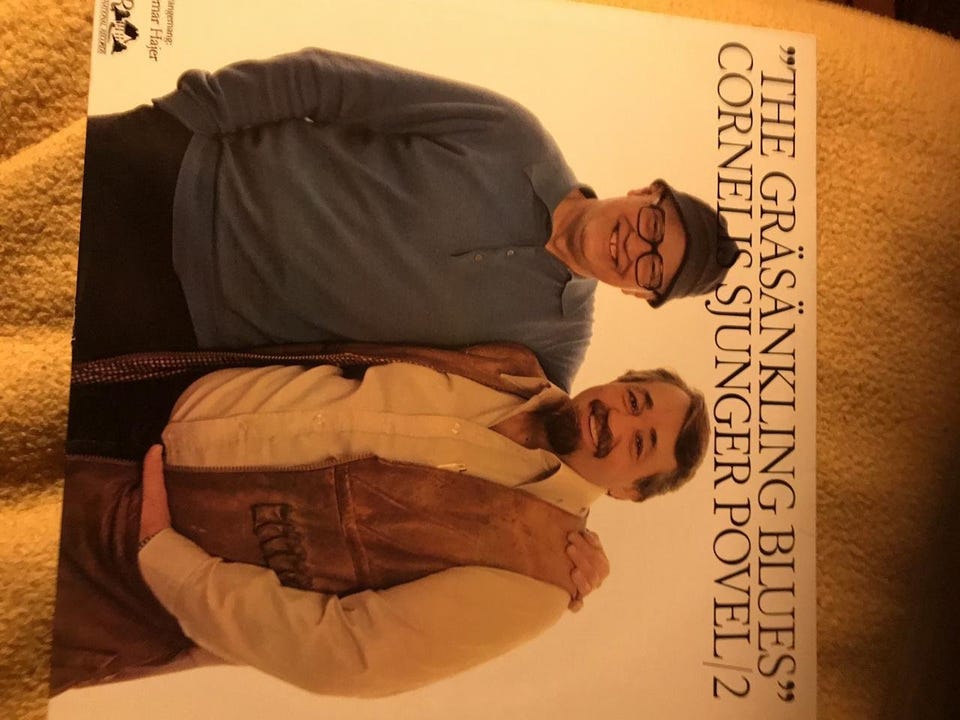 ”THE GRÄSÄNKLING BLUES”
CORNELIS SJUNGER POVEL/2